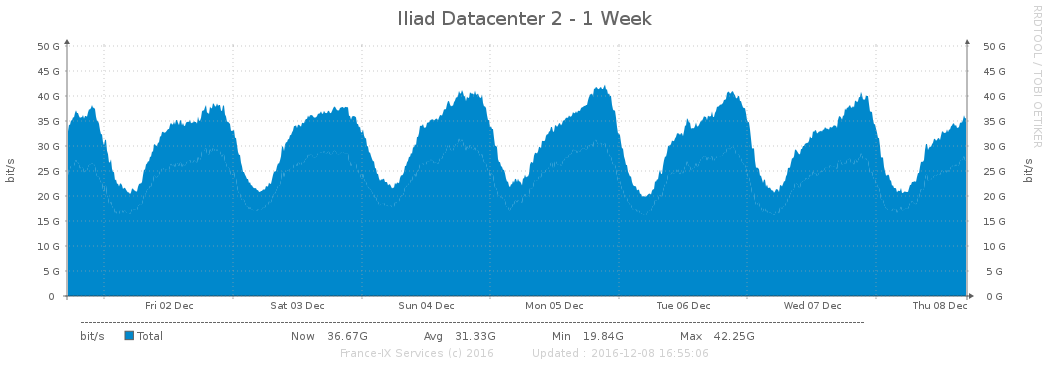 Iliad Datacenter 2 - 1 Week
RRDTOOL / TOBI OETIKER
50 G 50 G
45 G 45 G
40 G 40 G
35 G 35 G
30 G 30 G
25 G 25 G
20 G 20 G
15 G 15 G
10 G 10 G
5 G 5 G
0 0 G
bit/s bit/s
Fri 02 Dec Sat 03 Dec Sun 04 Dec Mon 05 Dec Tue 06 Dec Wed 07 Dec Thu 08 Dec
bit/s Total Now 36.67G Avg 31.33G Min 19.84G Max 42.25G
France-IX Services (c) 2016 Updated : 2016-12-08 16:55:06